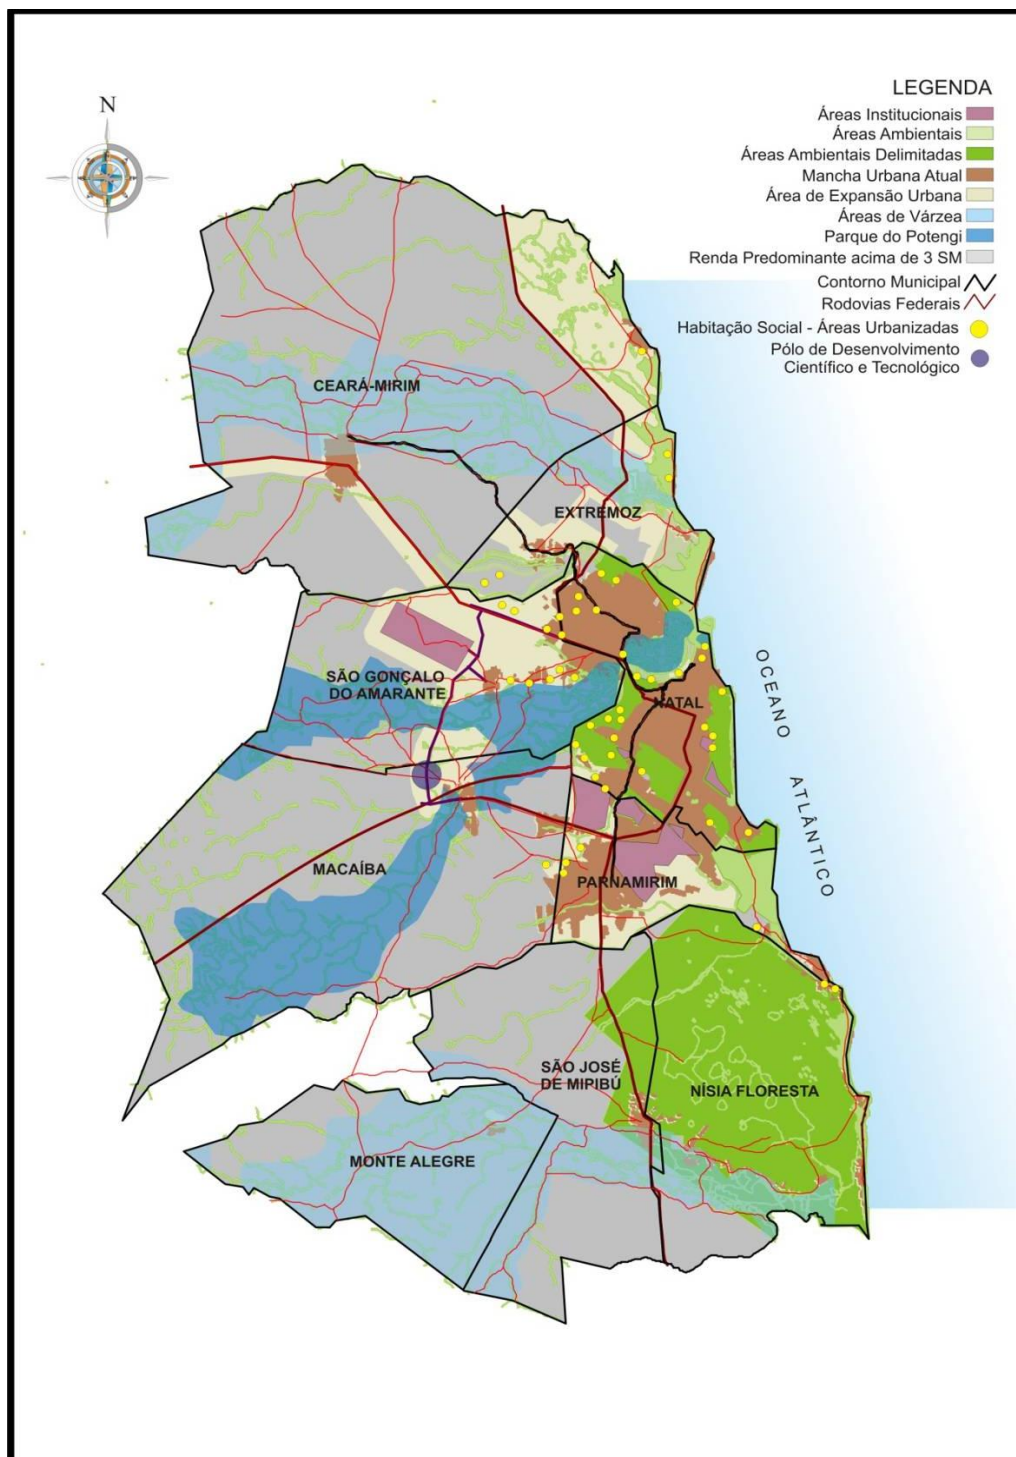 N
LEGENDA
Áreas Institucionais
Áreas Ambientais
Áreas Ambientais Delimitadas
Mancha Urbana Atual
Área de Expansão Urbana
Áreas de Várzea
Parque do Potengi
Renda Predominante acima de 3 SM
Contorno Municipal
Rodovias Federais
Habitação Social - Áreas Urbanizadas
Pólo de Desenvolvimento
Científico e Tecnológico
CEARÁ-MIRIM
EXTREMOZ
SÃO GONÇALO
DO AMARANTE
NATAL
OCEANO ATLÂNTICO
MACAÍBA
PARNAMIRIM
SÃO JOSÉ
DE MIPIBÚ
NÍSIA FLORESTA
MONTE ALEGRE